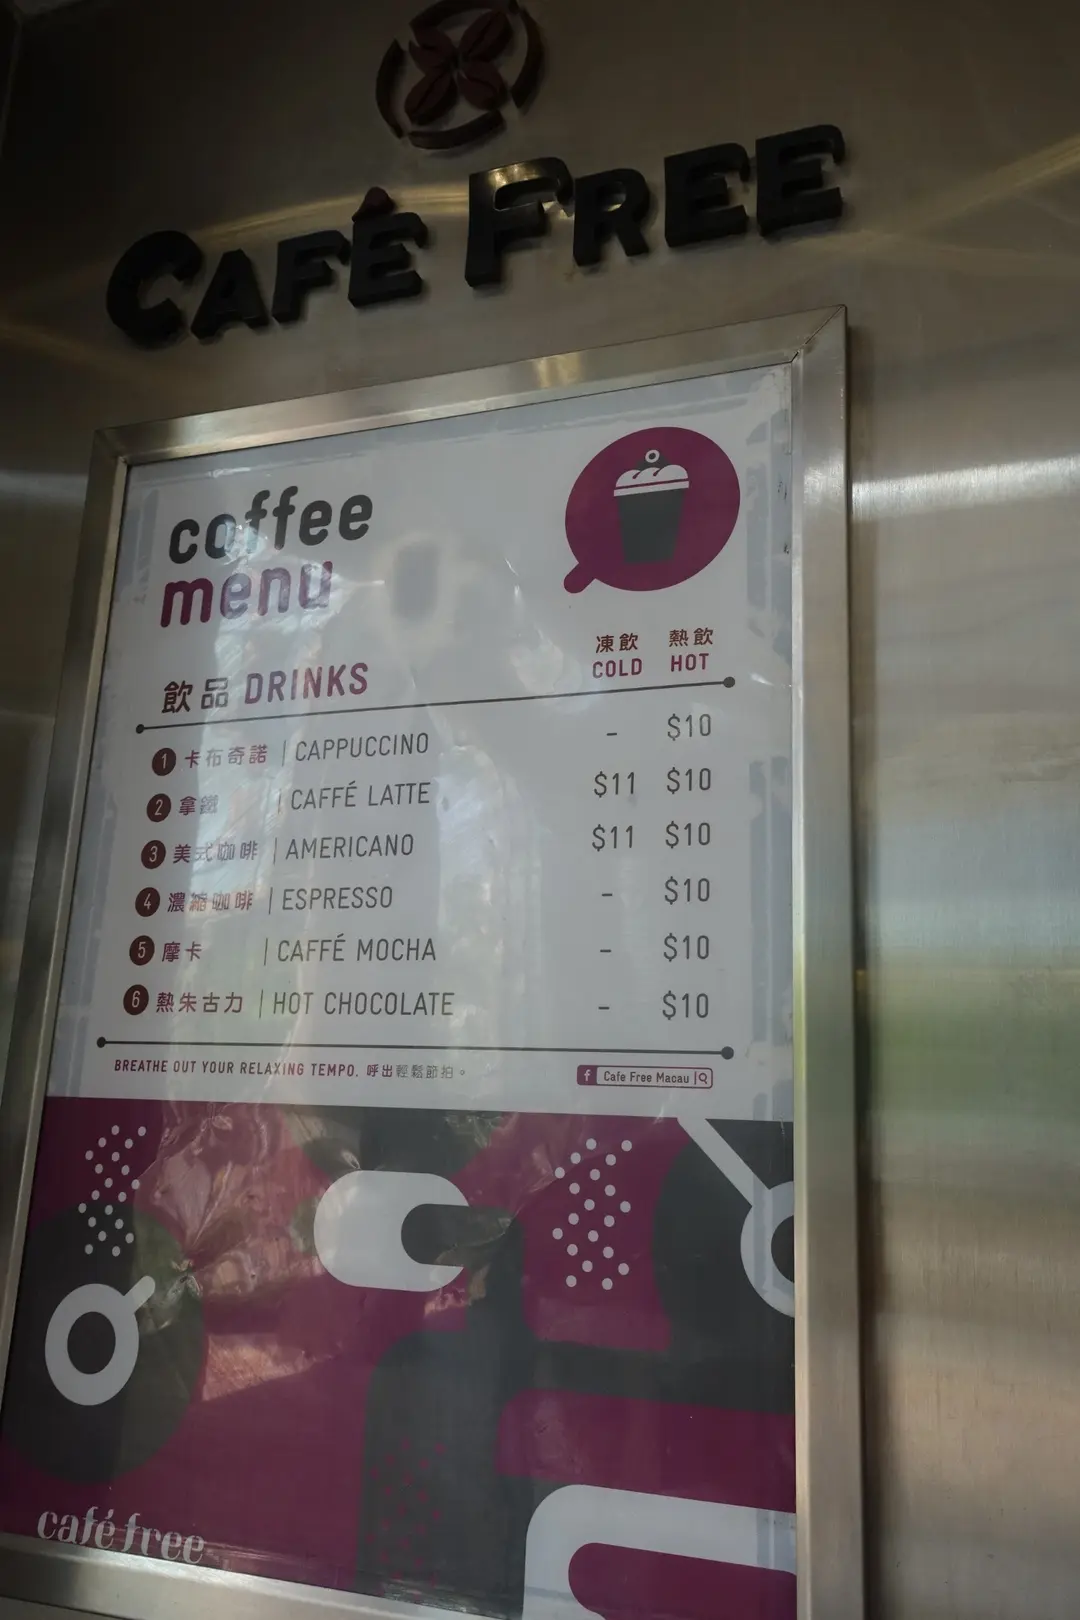 CAFÉ FREE
coffee
menu
凍飲 熱飲
COLD HOT
飲品 DRINKS
1 卡布奇諾 | CAPPUCCINO - $10
2 拿鐵 | CAFFÉ LATTE $11 $10
3 美式咖啡 | AMERICANO $11 $10
4 濃縮咖啡 | ESPRESSO - $10
5 摩卡 | CAFFÉ MOCHA - $10
6 熱朱古力 | HOT CHOCOLATE - $10
BREATHE OUT YOUR RELAXING TEMPO. 呼出輕鬆節拍。
f Cafe Free Macau
café free